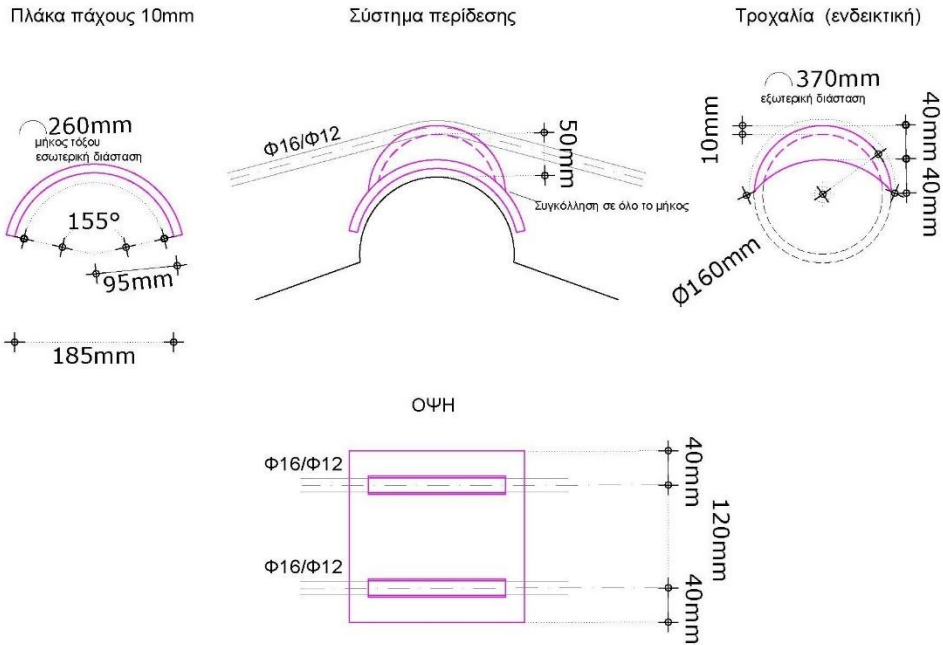 Πλάκα πάχους 10mm
Σύστημα περίδεσης
Τροχαλία (ενδεικτική)
260mm
μήκος τόξου
εσωτερική διάσταση
155°
95mm
185mm
Φ16/Φ12
50mm
Συγκόλληση σε όλο το μήκος
370mm
εξωτερική διάσταση
10mm
40mm
40mm
Ø160mm
ΟΨΗ
Φ16/Φ12
40mm
120mm
Φ16/Φ12
40mm